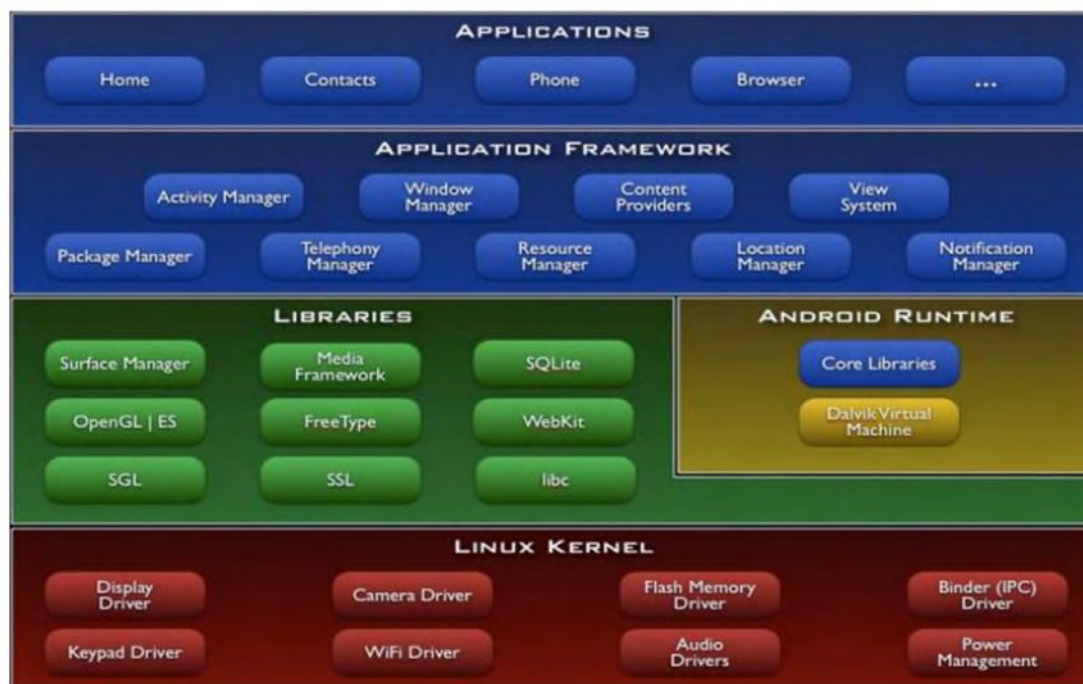 APPLICATIONS
Home
Contacts
Phone
Browser
...
APPLICATION FRAMEWORK
Activity Manager
Window
Manager
Content
Providers
View
System
Package Manager
Telephony
Manager
Resource
Manager
Location
Manager
Notification
Manager
LIBRARIES
Surface Manager
Media
Framework
SQLite
OpenGL | ES
FreeType
WebKit
SGL
SSL
libc
ANDROID RUNTIME
Core Libraries
Dalvik Virtual
Machine
LINUX KERNEL
Display
Driver
Camera Driver
Flash Memory
Driver
Binder (IPC)
Driver
Keypad Driver
WiFi Driver
Audio
Drivers
Power
Management